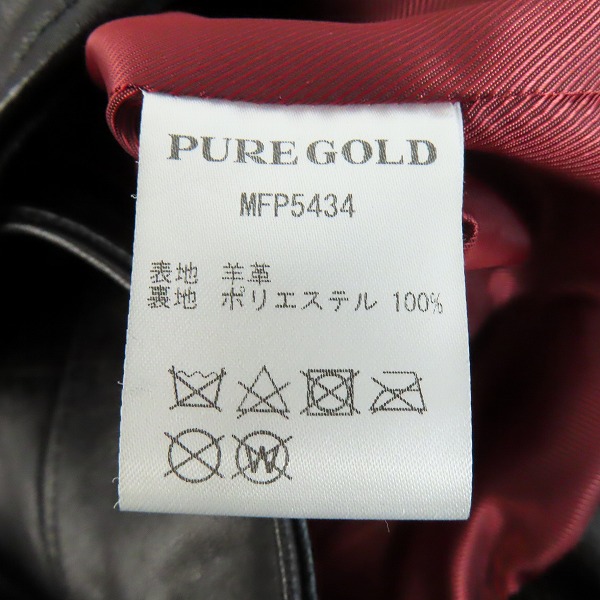 PURE GOLD
MFP5434
表地 羊革
裏地 ポリエステル 100%
W